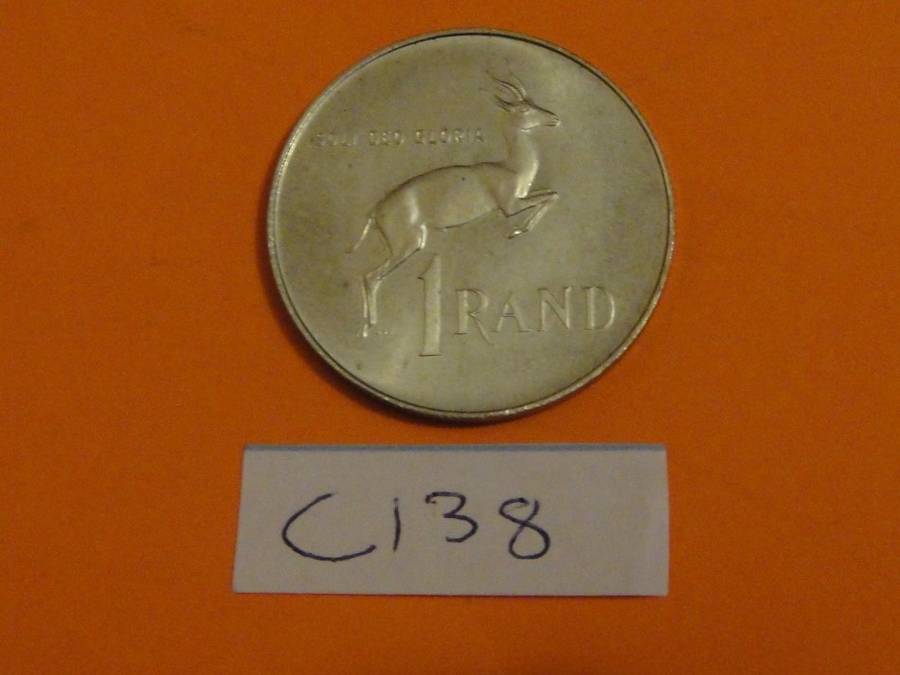 SOLI DEO GLORIA
1 RAND
C138